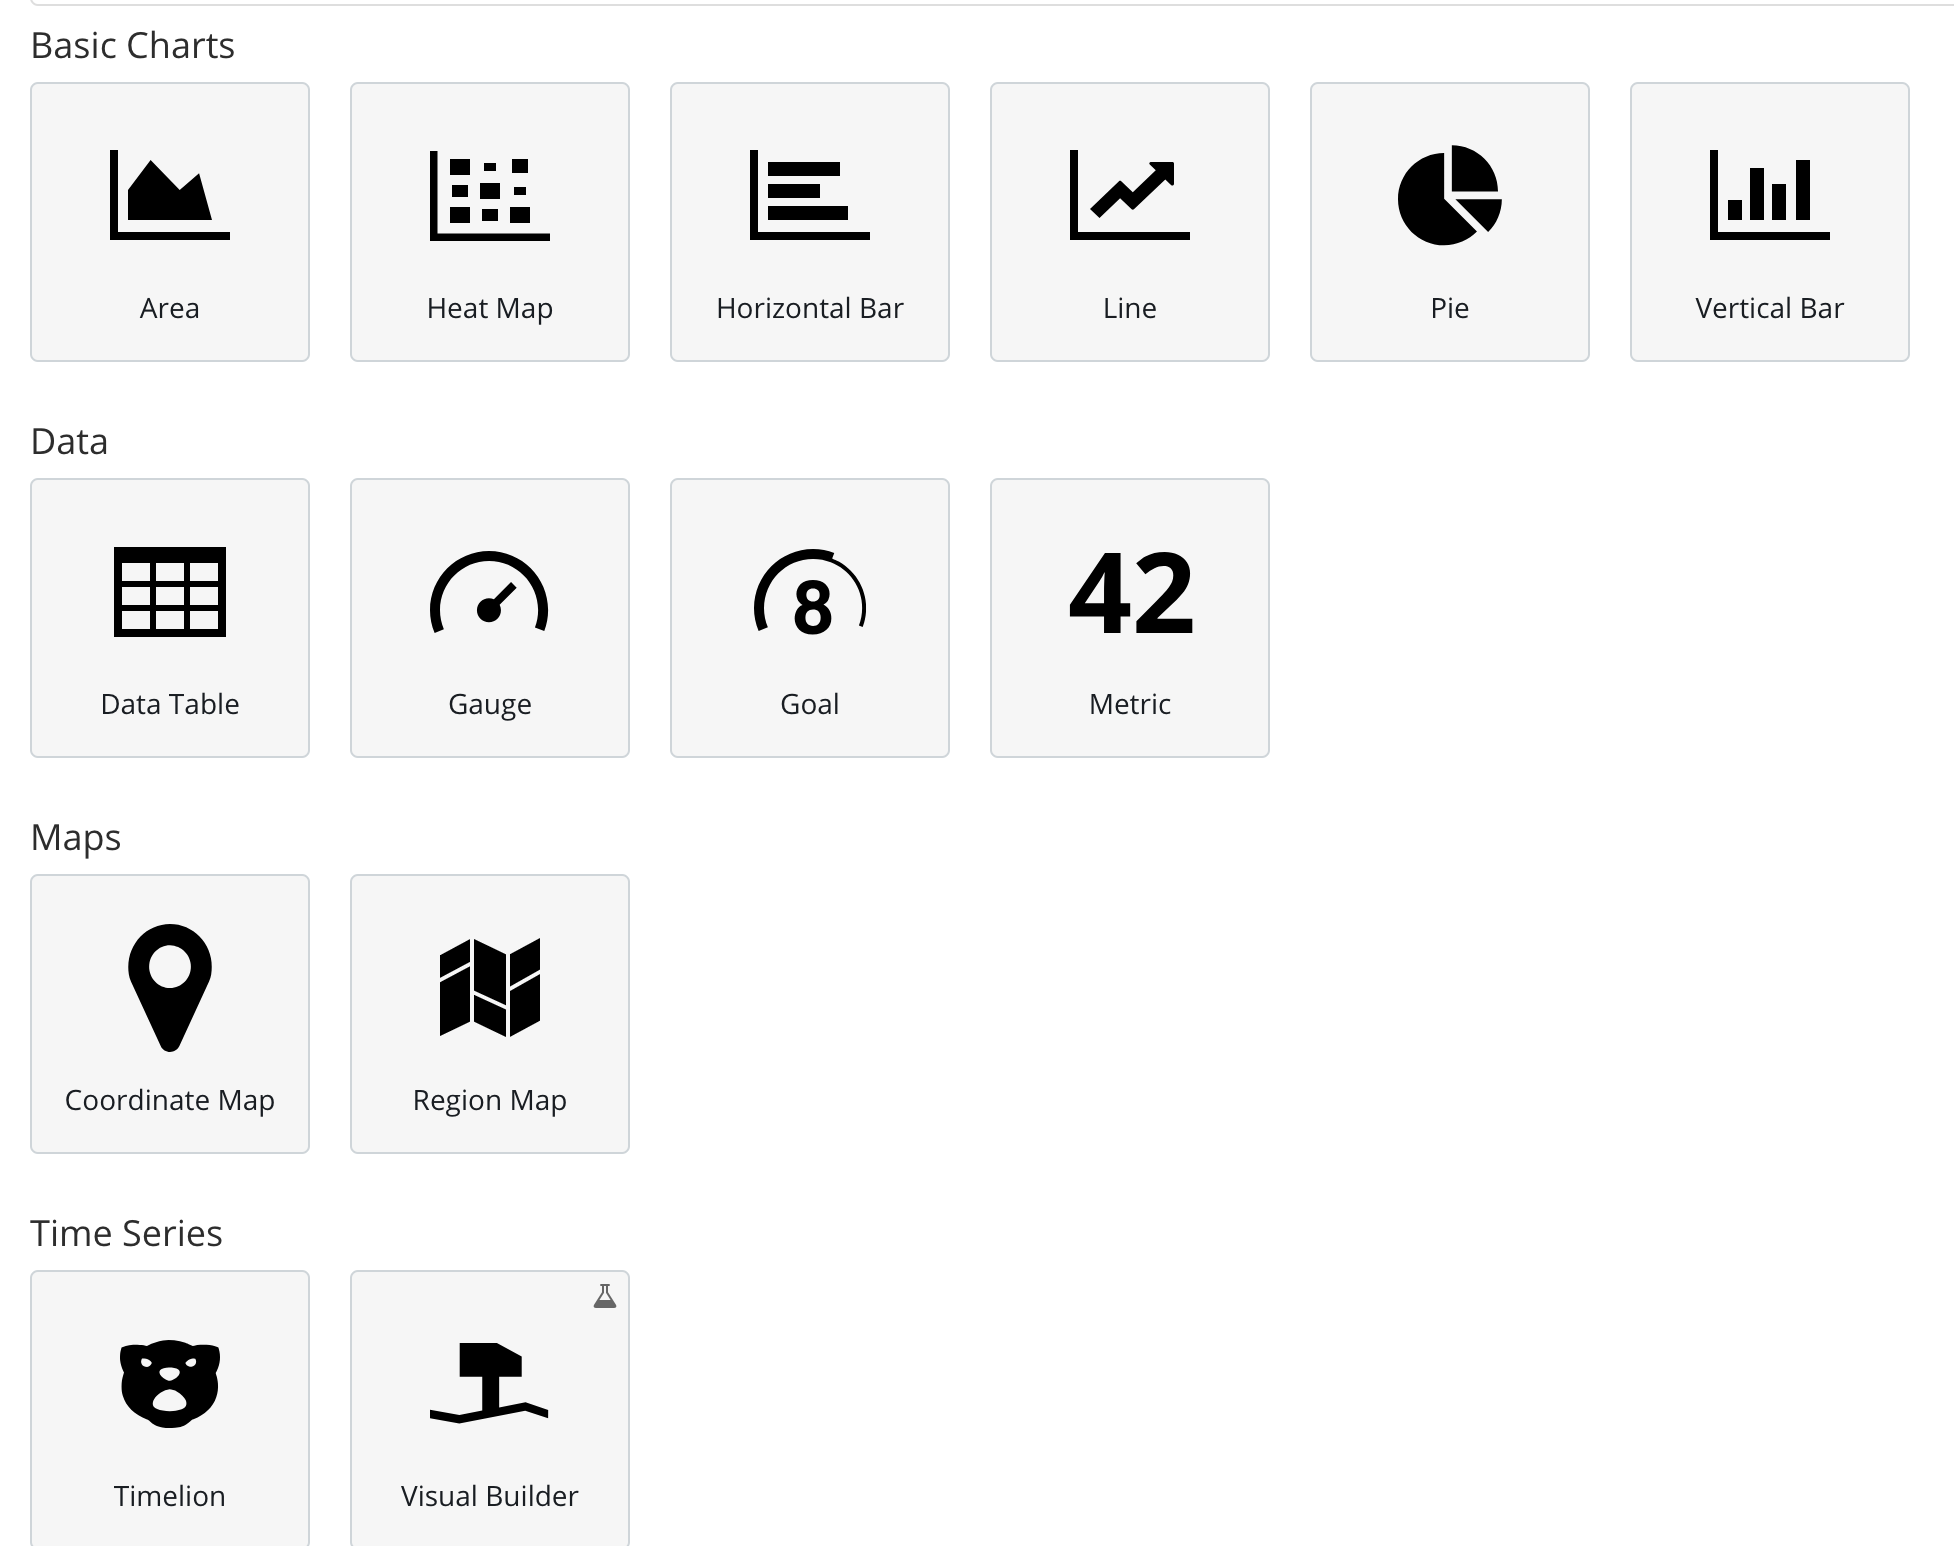 Basic Charts
Area
Heat Map
Horizontal Bar
Line
Pie
Vertical Bar
Data
8
42
Data Table
Gauge
Goal
Metric
Maps
Coordinate Map
Region Map
Time Series
Timelion
Visual Builder